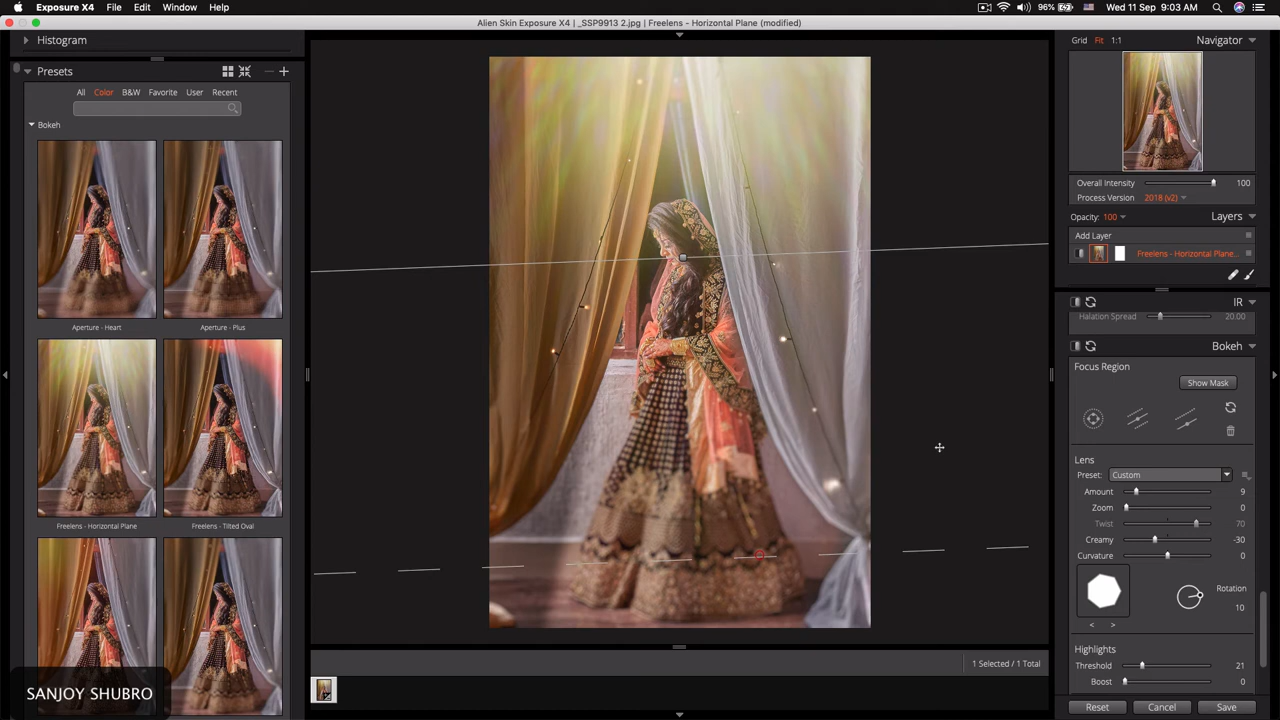 Exposure X4 File Edit Window Help 96% Wed 11 Sep 9:03 AM
Alien Skin Exposure X4 | _SSP9913 2.jpg | Freelens - Horizontal Plane (modified)
Histogram
Presets
All Color B&W Favorite User Recent
Bokeh
Aperture - Heart Aperture - Plus
Freelens - Horizontal Plane Freelens - Tilted Oval
SANJOY SHUBRO
1 Selected / 1 Total
Grid Fit 1:1 Navigator
Overall Intensity 100
Process Version 2018 (v2)
Opacity: 100 Layers
Add Layer
Freelens - Horizontal Plane...
IR
Halation Spread 20.00
Bokeh
Focus Region
Show Mask
Lens
Preset: Custom
Amount 9
Zoom 0
Twist 70
Creamy -30
Curvature 0
Rotation
10
< >
Highlights
Threshold 21
Boost 0
Reset Cancel Save